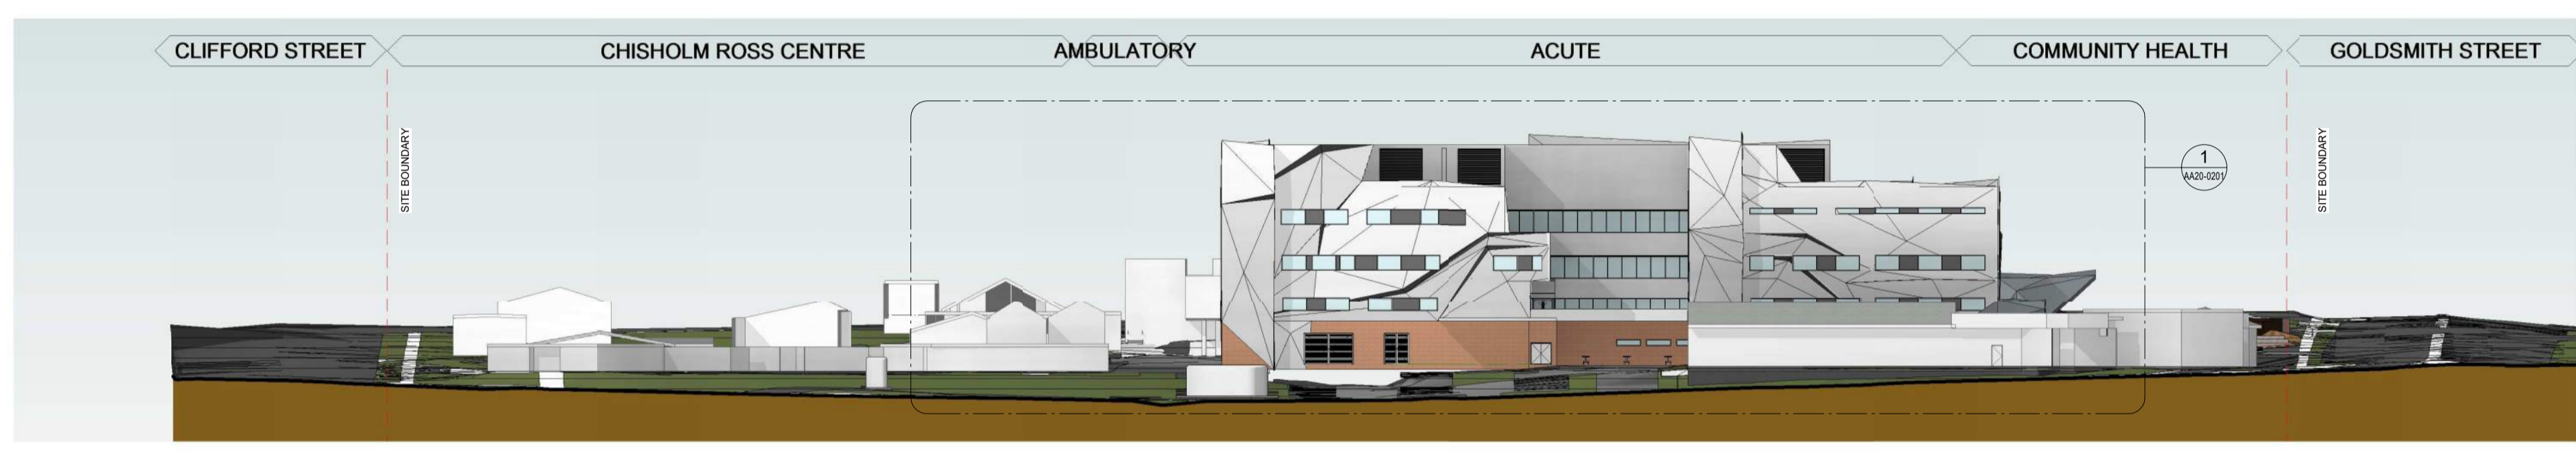 CLIFFORD STREET
CHISHOLM ROSS CENTRE
AMBULATORY
ACUTE
COMMUNITY HEALTH
GOLDSMITH STREET
SITE BOUNDARY
1
AA20-0201
SITE BOUNDARY